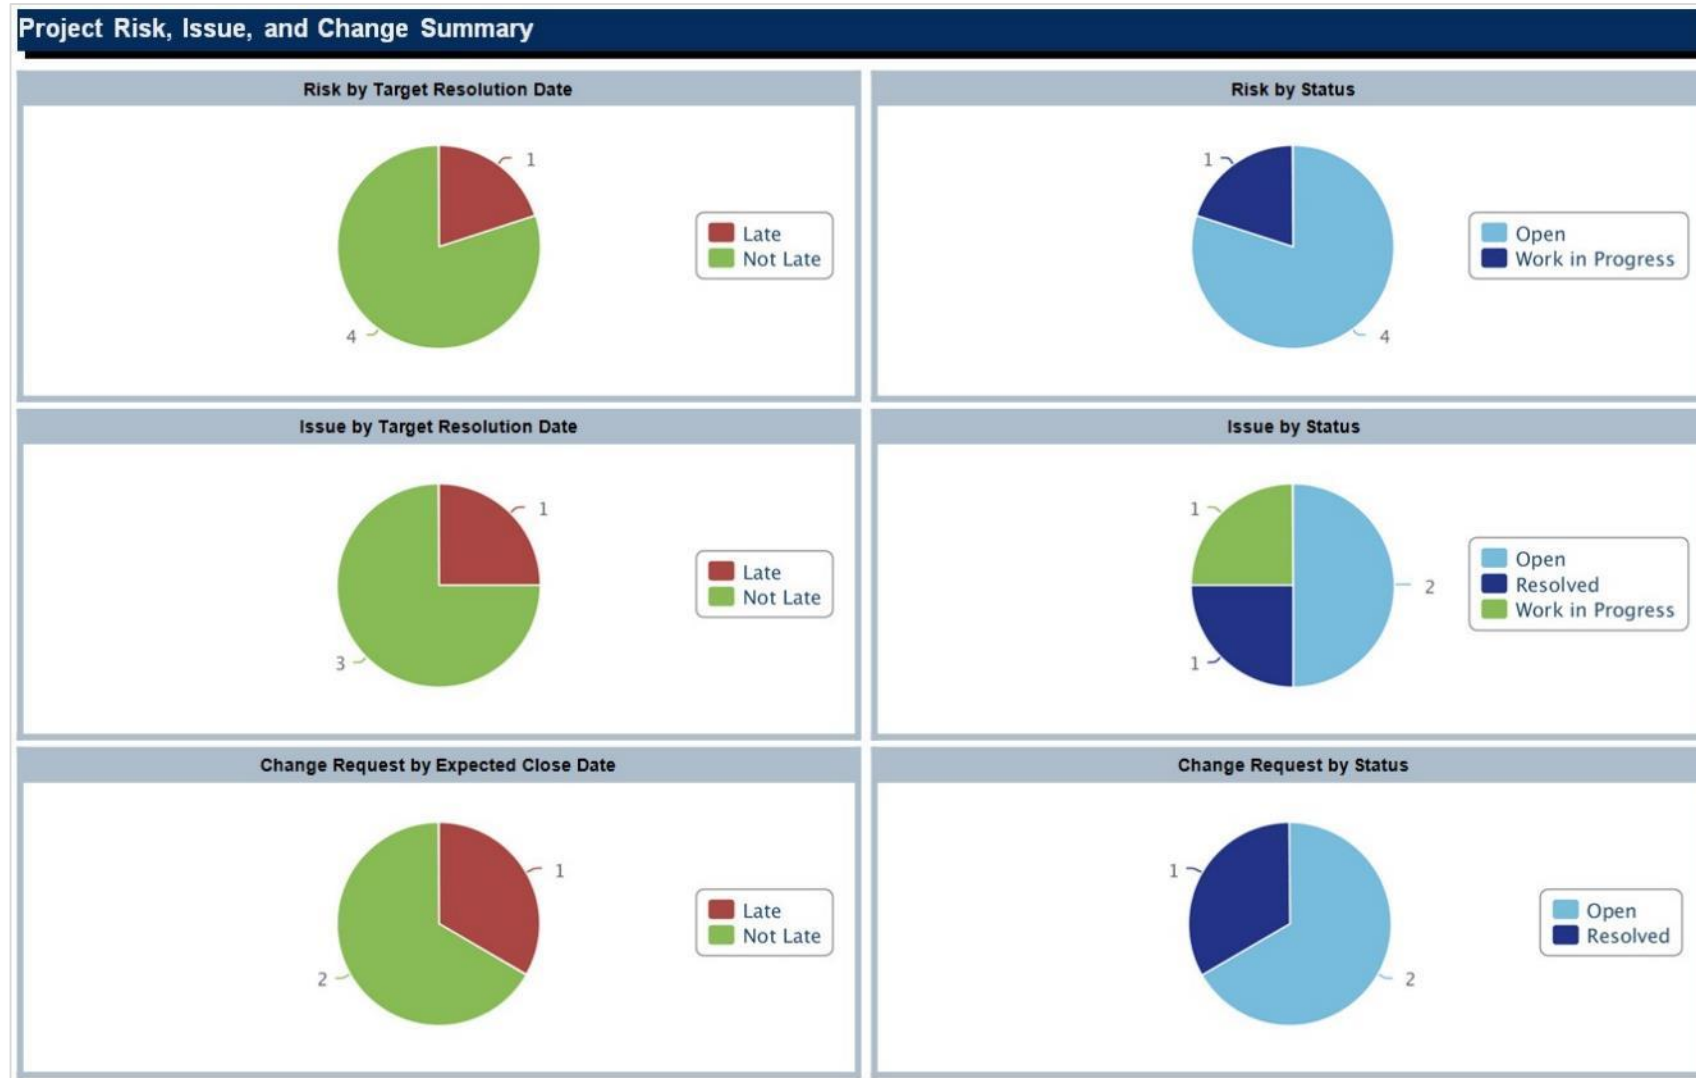 Project Risk, Issue, and Change Summary
Risk by Target Resolution Date
1
4
Late
Not Late
Risk by Status
1
4
Open
Work in Progress
Issue by Target Resolution Date
1
3
Late
Not Late
Issue by Status
1
2
1
Open
Resolved
Work in Progress
Change Request by Expected Close Date
1
2
Late
Not Late
Change Request by Status
1
2
Open
Resolved